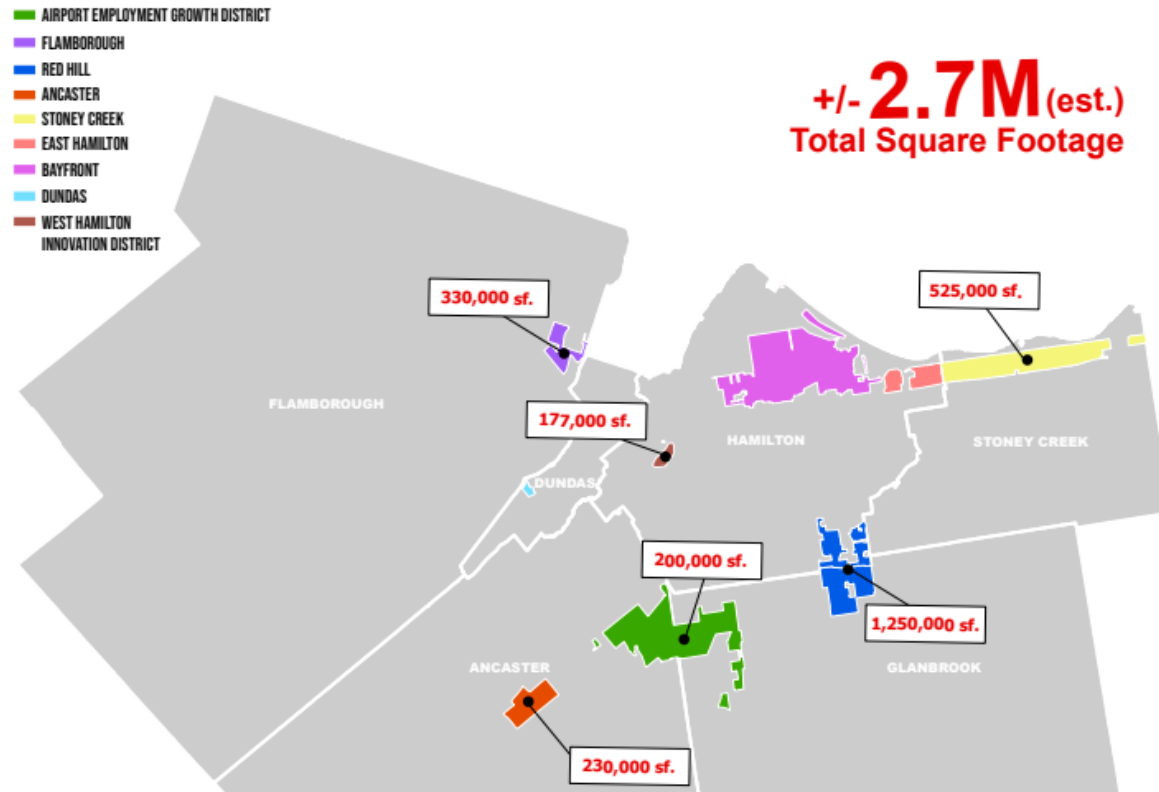 AIRPORT EMPLOYMENT GROWTH DISTRICT
FLAMBOROUGH
RED HILL
ANCASTER
STONEY CREEK
EAST HAMILTON
BAYFRONT
DUNDAS
WEST HAMILTON
INNOVATION DISTRICT
+/- 2.7M (est.)
Total Square Footage
330,000 sf.
525,000 sf.
FLAMBOROUGH
177,000 sf.
HAMILTON
STONEY CREEK
DUNDAS
200,000 sf.
1,250,000 sf.
ANCASTER
GLANBROOK
230,000 sf.